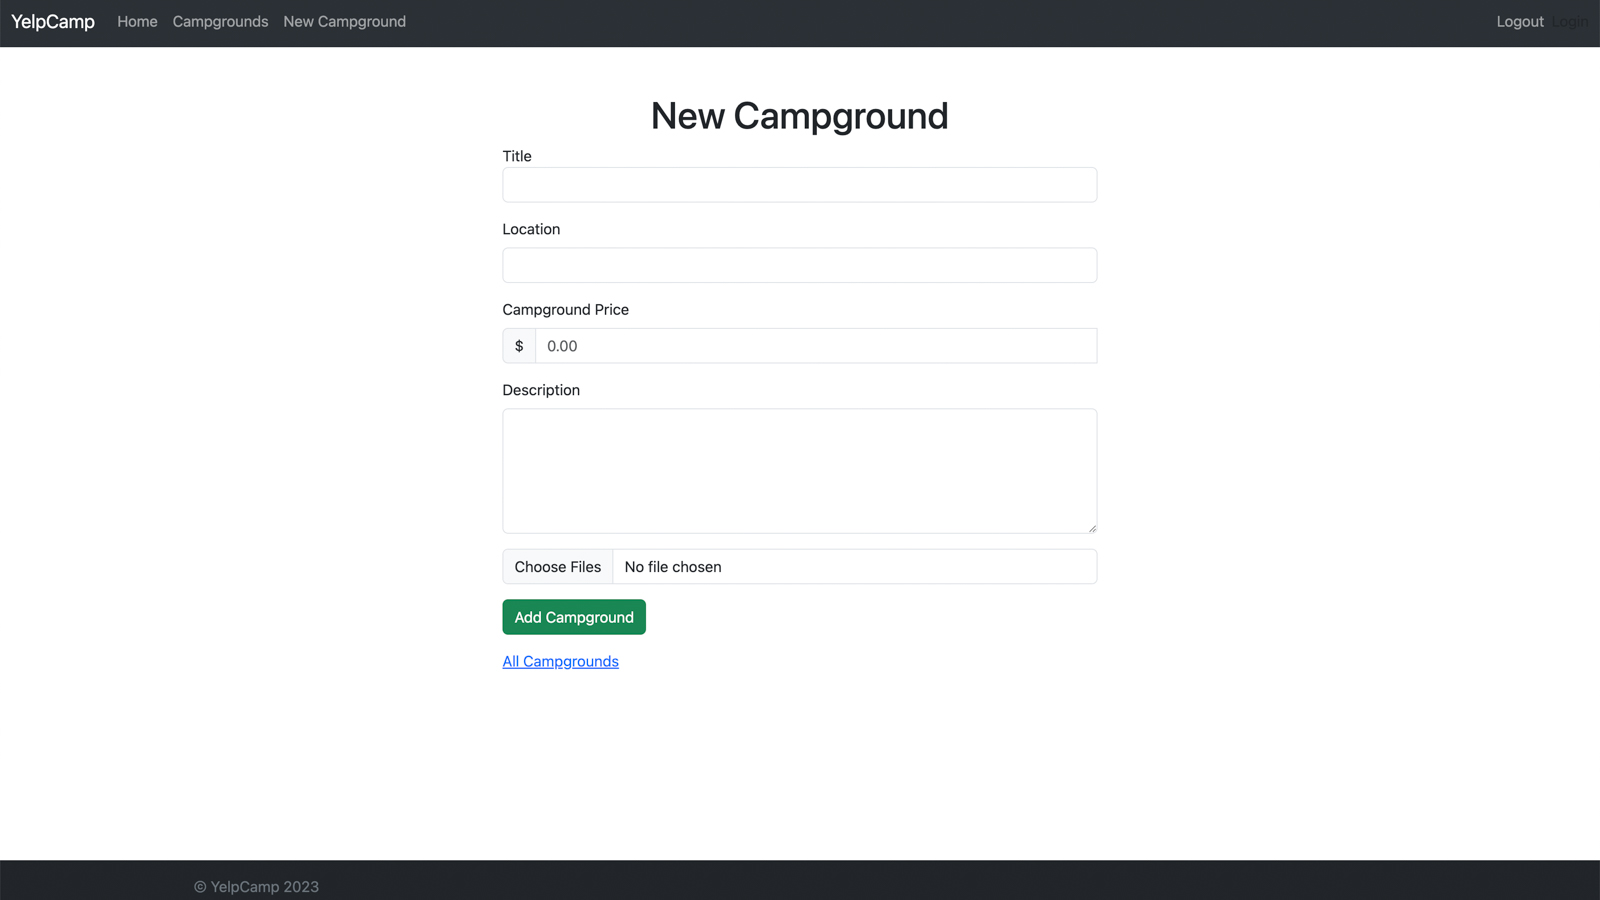 YelpCamp Home Campgrounds New Campground Logout Login
New Campground
Title
Location
Campground Price
$ 0.00
Description
Choose Files No file chosen
Add Campground
All Campgrounds
© YelpCamp 2023